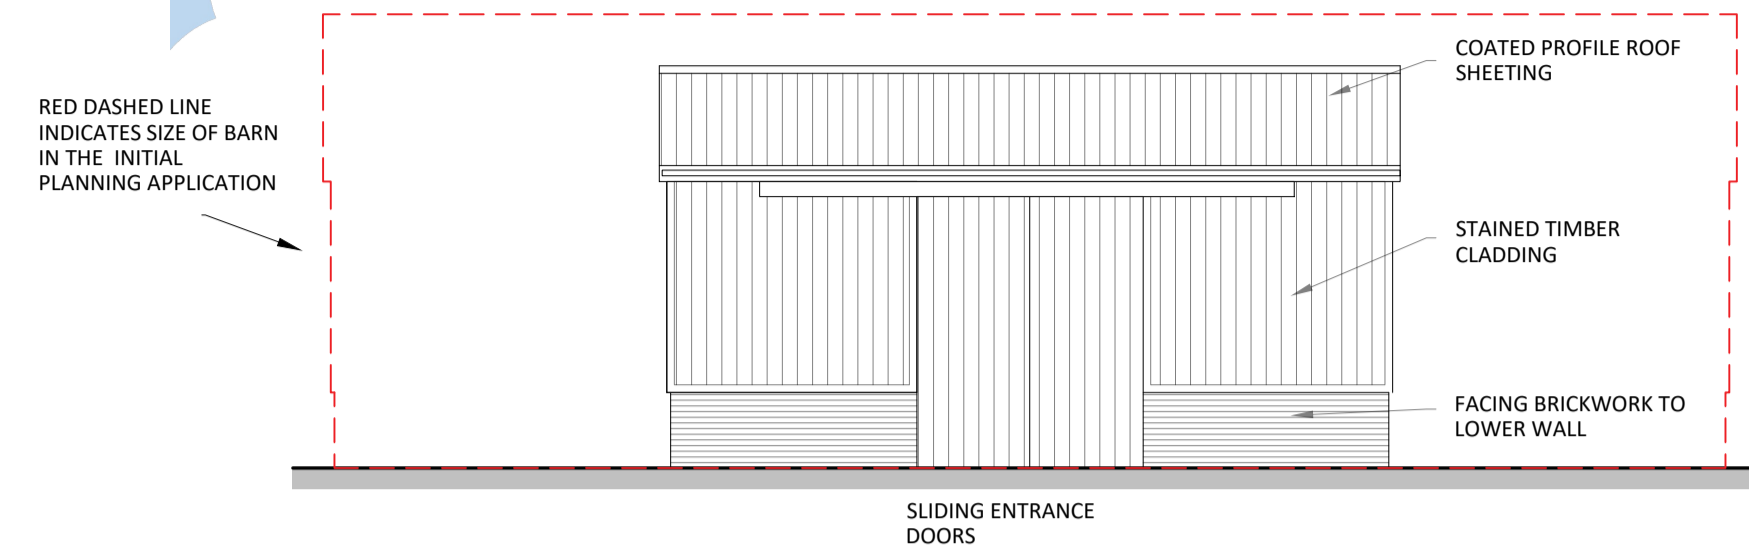 RED DASHED LINE
INDICATES SIZE OF BARN
IN THE  INITIAL
PLANNING APPLICATION
COATED PROFILE ROOF
SHEETING
STAINED TIMBER
CLADDING
FACING BRICKWORK TO
LOWER WALL
SLIDING ENTRANCE
DOORS